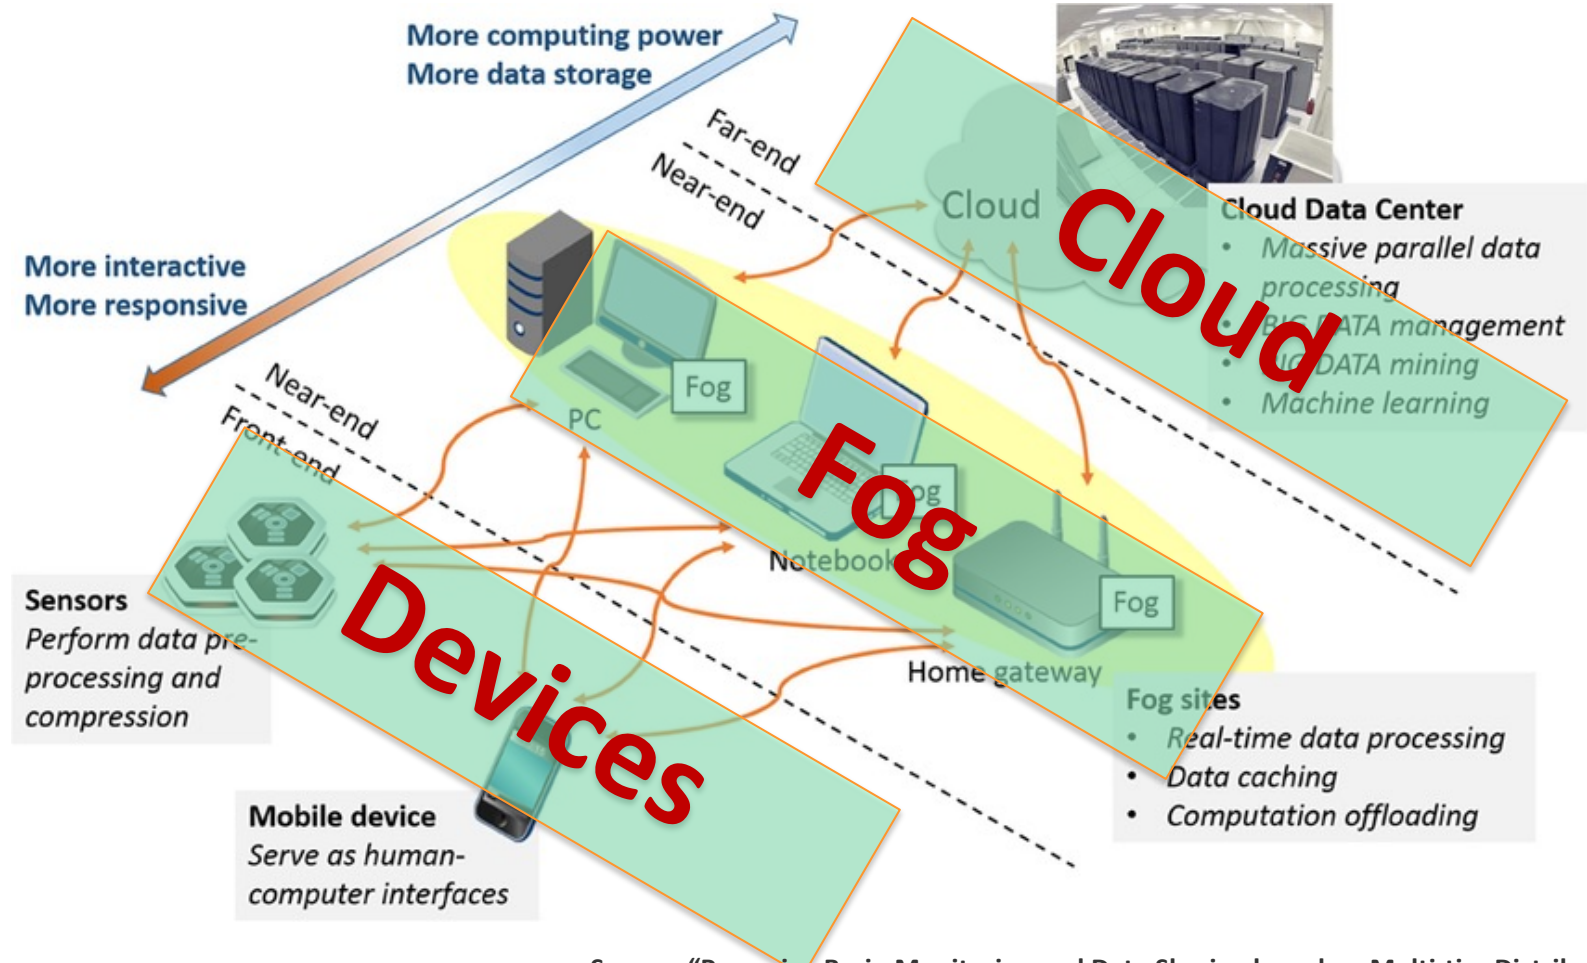 More computing power
More data storage
Far-end
Near-end
Cloud
Cloud
Cloud Data Center
• Massive parallel data
processing
• BIG DATA management
• BIG DATA mining
• Machine learning
More interactive
More responsive
Near-end
Front-end
Fog
PC
Fog
Fog
Notebook
Fog
Home gateway
Devices
Sensors
Perform data pre-
processing and
compression
Fog sites
• Real-time data processing
• Data caching
• Computation offloading
Mobile device
Serve as human-
computer interfaces